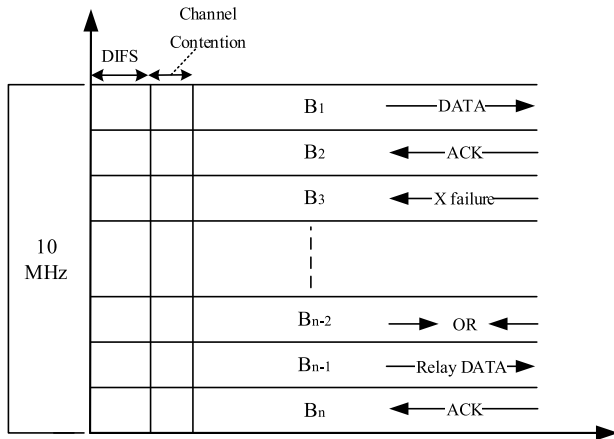 Channel
Contention
DIFS
B1 DATA
B2 ACK
B3 X failure
10
MHz
Bn-2 OR
Bn-1 Relay DATA
Bn ACK